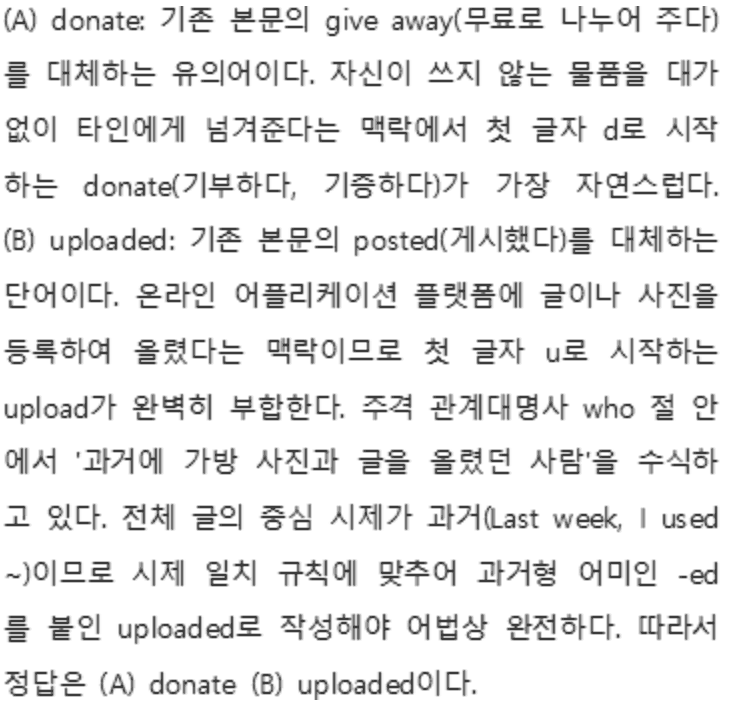 (A) donate: 기존 본문의 give away(무료로 나누어 주다)
를 대체하는 유의어이다. 자신이 쓰지 않는 물품을 대가
없이 타인에게 넘겨준다는 맥락에서 첫 글자 d로 시작
하는 donate(기부하다, 기증하다)가 가장 자연스럽다.
(B) uploaded: 기존 본문의 posted(게시했다)를 대체하는
단어이다. 온라인 어플리케이션 플랫폼에 글이나 사진을
등록하여 올렸다는 맥락이므로 첫 글자 u로 시작하는
upload가 완벽히 부합한다. 주격 관계대명사 who 절 안
에서 '과거에 가방 사진과 글을 올렸던 사람'을 수식하
고 있다. 전체 글의 중심 시제가 과거(Last week, I used
~)이므로 시제 일치 규칙에 맞추어 과거형 어미인 -ed
를 붙인 uploaded로 작성해야 어법상 완전하다. 따라서
정답은 (A) donate (B) uploaded이다.